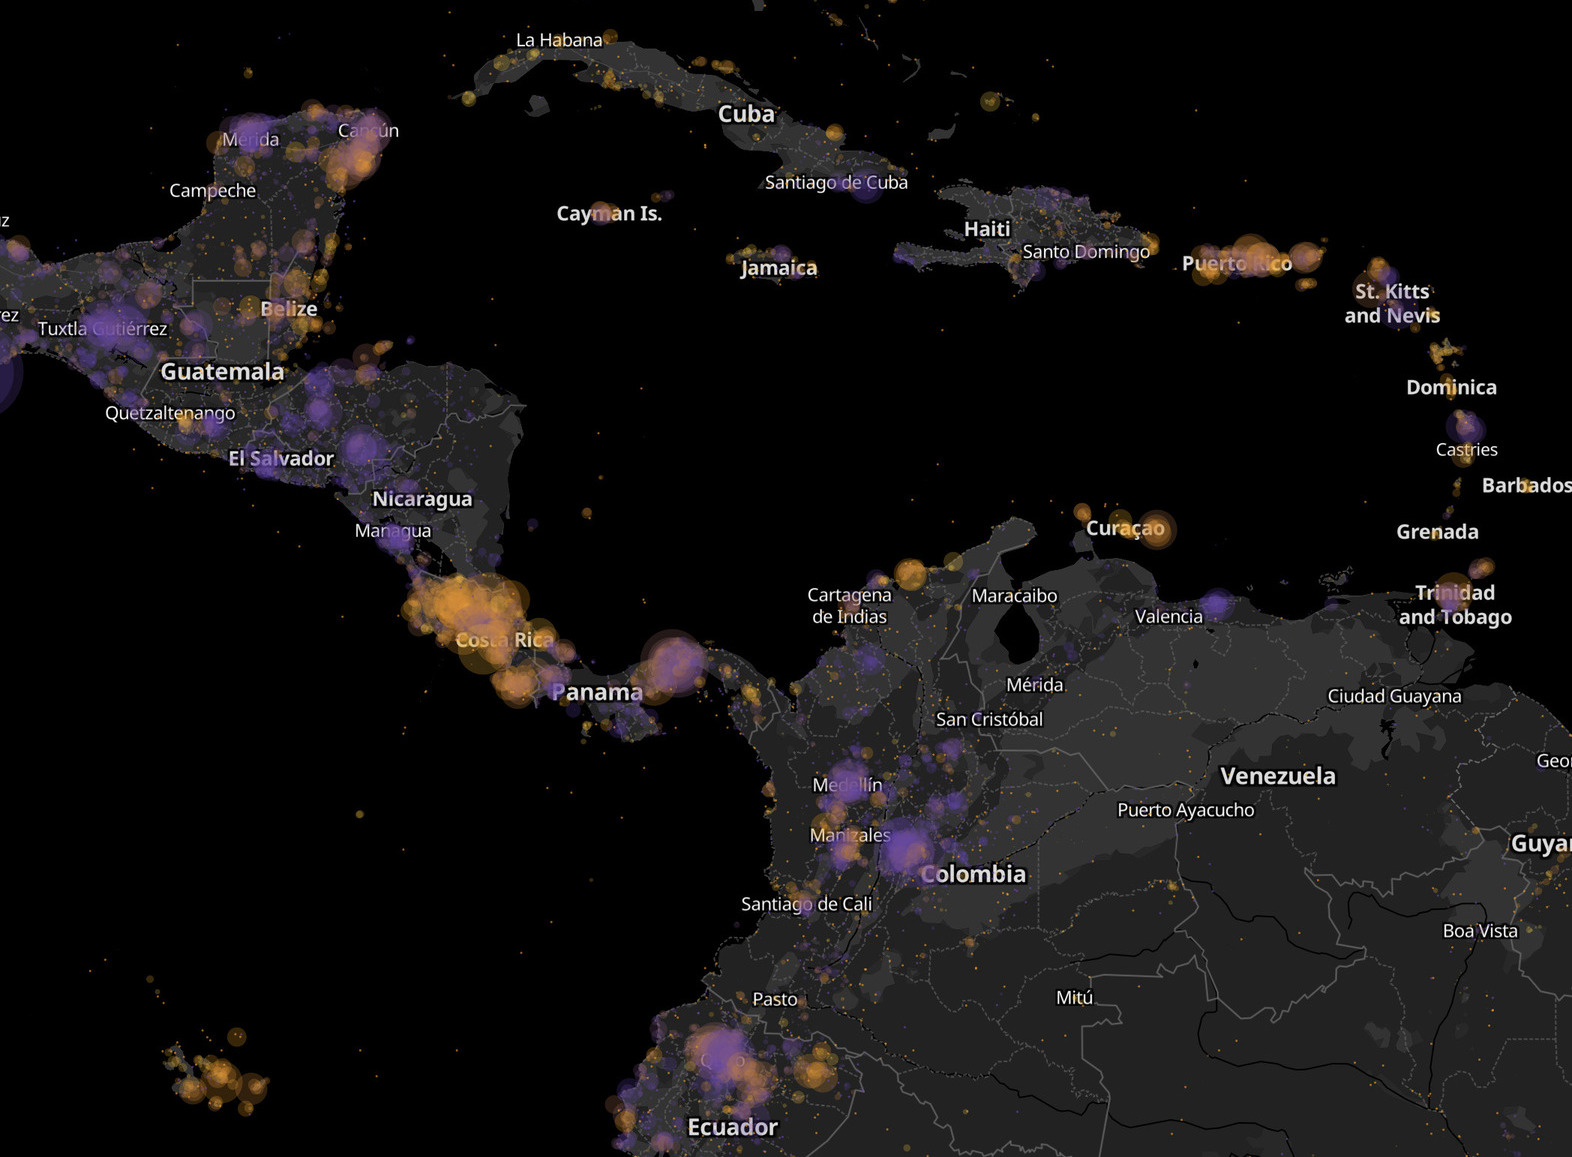 La Habana
Cuba
Mérida
Cancún
Santiago de Cuba
Campeche
Cayman Is.
Haiti
Santo Domingo
Jamaica
Puerto Rico
St. Kitts
and Nevis
Belize
Tuxtla Gutiérrez
Guatemala
Dominica
Quetzaltenango
Castries
El Salvador
Barbados
Nicaragua
Managua
Curaçao
Grenada
Cartagena
de Indias
Maracaibo
Valencia
Trinidad
and Tobago
Costa Rica
Panama
Mérida
Ciudad Guayana
San Cristóbal
Medellín
Venezuela
Puerto Ayacucho
Manizales
Colombia
Santiago de Cali
Boa Vista
Pasto
Mitú
Ecuador